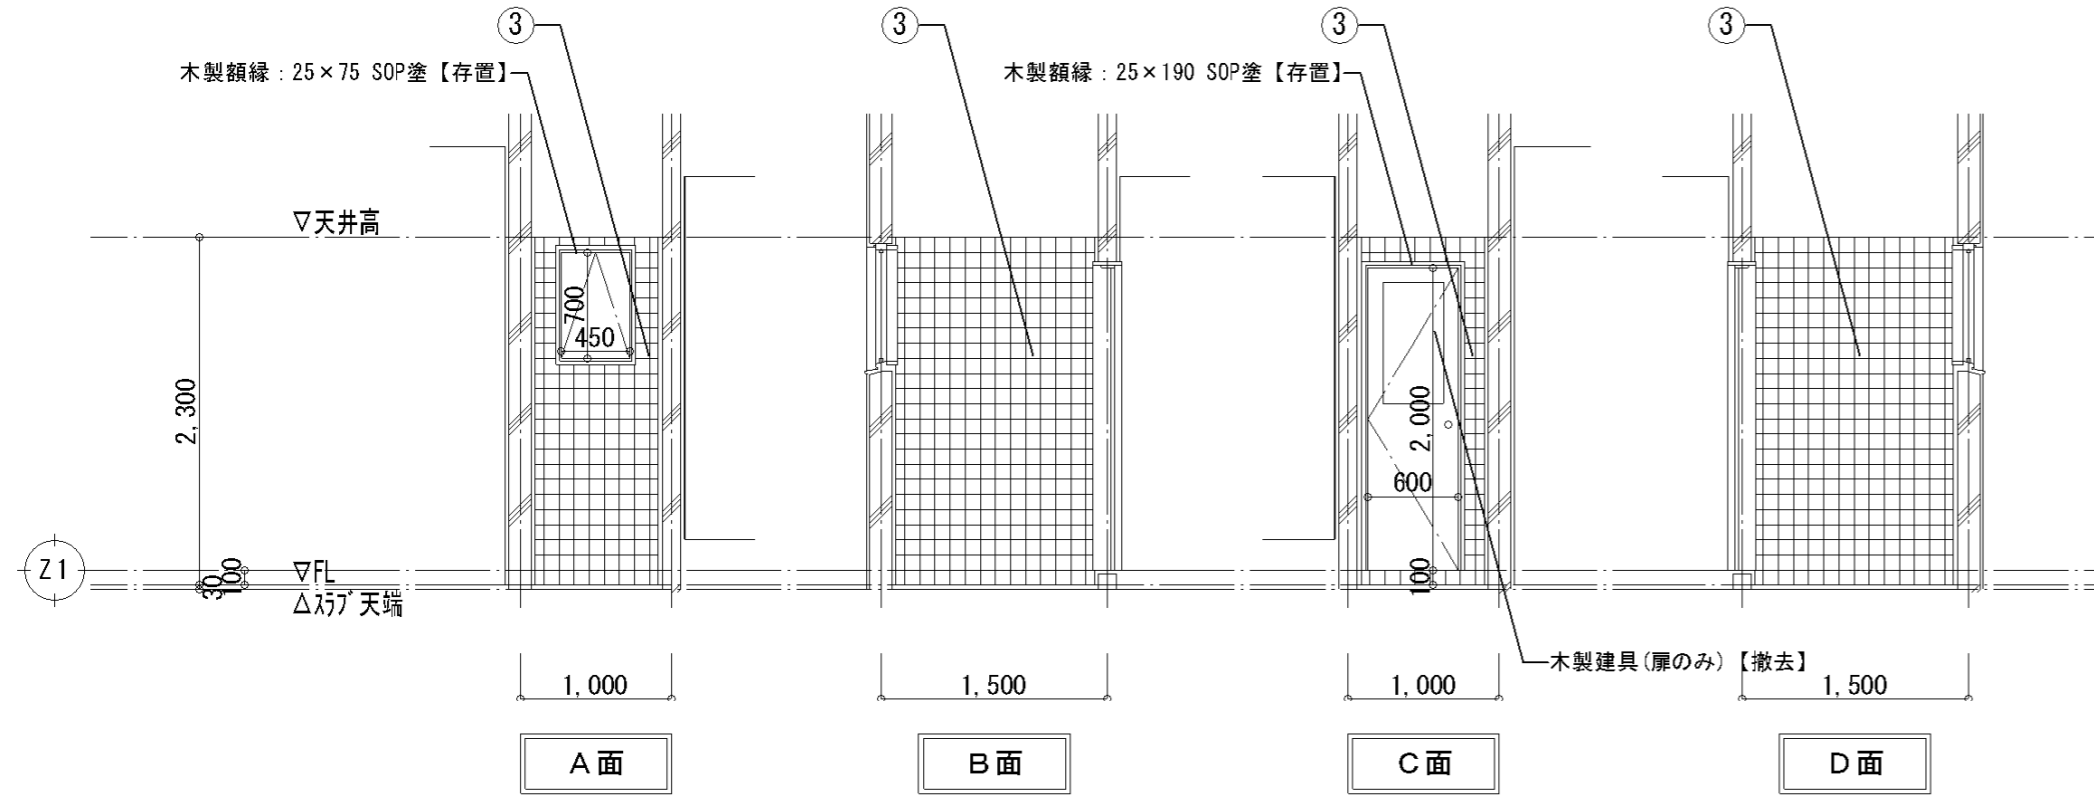 3
3
3
3
木製額縁：25×75 SOP塗【存置】
木製額縁：25×190 SOP塗【存置】
▽天井高
700
450
2,300
2,000
600
Z1
30
100
▽FL
△ｽﾗﾌﾞ天端
100
木製建具(扉のみ)【撤去】
1,000
1,500
1,000
1,500
A面
B面
C面
D面